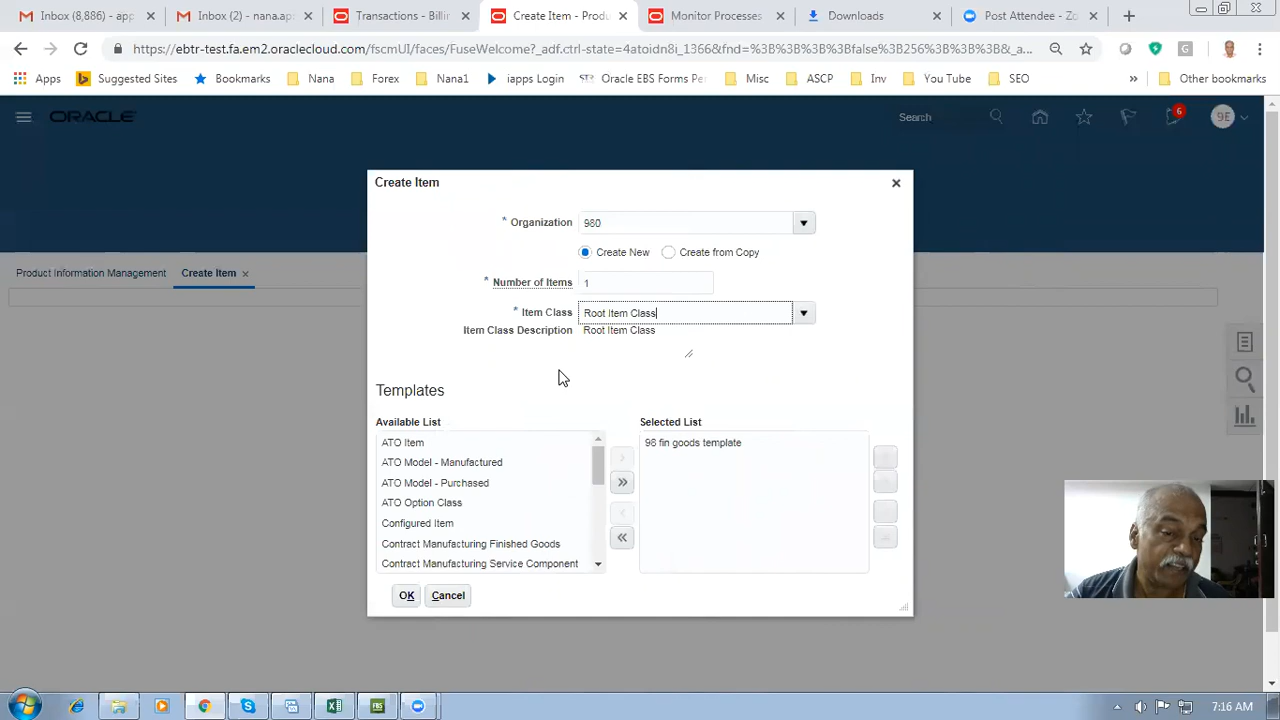 Inbox (8,886) - app
Inbox () - nana.aps
Transactions - Billin
Create Item - Produ
Monitor Processes
Downloads
Post Attendee - Zo
https://ebtr-test.fa.em2.oraclecloud.com/fscmUI/faces/FuseWelcome?_adf.ctrl-state=4atoidn8i_1366&fnd=%3B%3B%3B%3Bfalse%3B256%3B%3B%3B&_a...
G
Apps
Suggested Sites
Bookmarks
Nana
Forex
Nana1
iapps Login
Oracle EBS Forms Pe
Misc
ASCP
Inv
You Tube
SEO
»
Other bookmarks
ORACLE
Search
6
9E
Product Information Management
Create Item
Create Item
* Organization 980
Create New Create from Copy
* Number of Items 1
* Item Class Root Item Class
Item Class Description Root Item Class
Templates
Available List
ATO Item
ATO Model - Manufactured
ATO Model - Purchased
ATO Option Class
Configured Item
Contract Manufacturing Finished Goods
Contract Manufacturing Service Component
Selected List
98 fin goods template
OK Cancel
7:16 AM